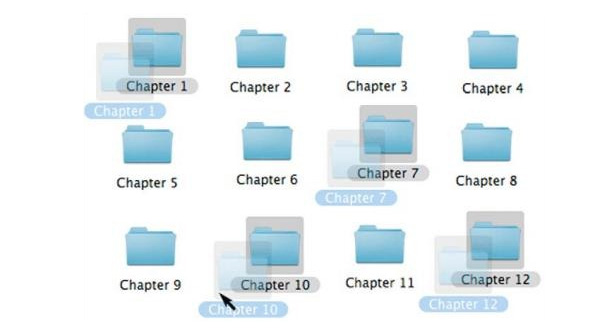 Chapter 1
Chapter 2
Chapter 3
Chapter 4
Chapter 1
Chapter 5
Chapter 6
Chapter 7
Chapter 8
Chapter 7
Chapter 9
Chapter 10
Chapter 11
Chapter 12
Chapter 10
Chapter 12